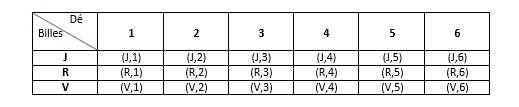 Dé
Billes 1 2 3 4 5 6
J (J,1) (J,2) (J,3) (J,4) (J,5) (J,6)
R (R,1) (R,2) (R,3) (R,4) (R,5) (R,6)
V (V,1) (V,2) (V,3) (V,4) (V,5) (V,6)